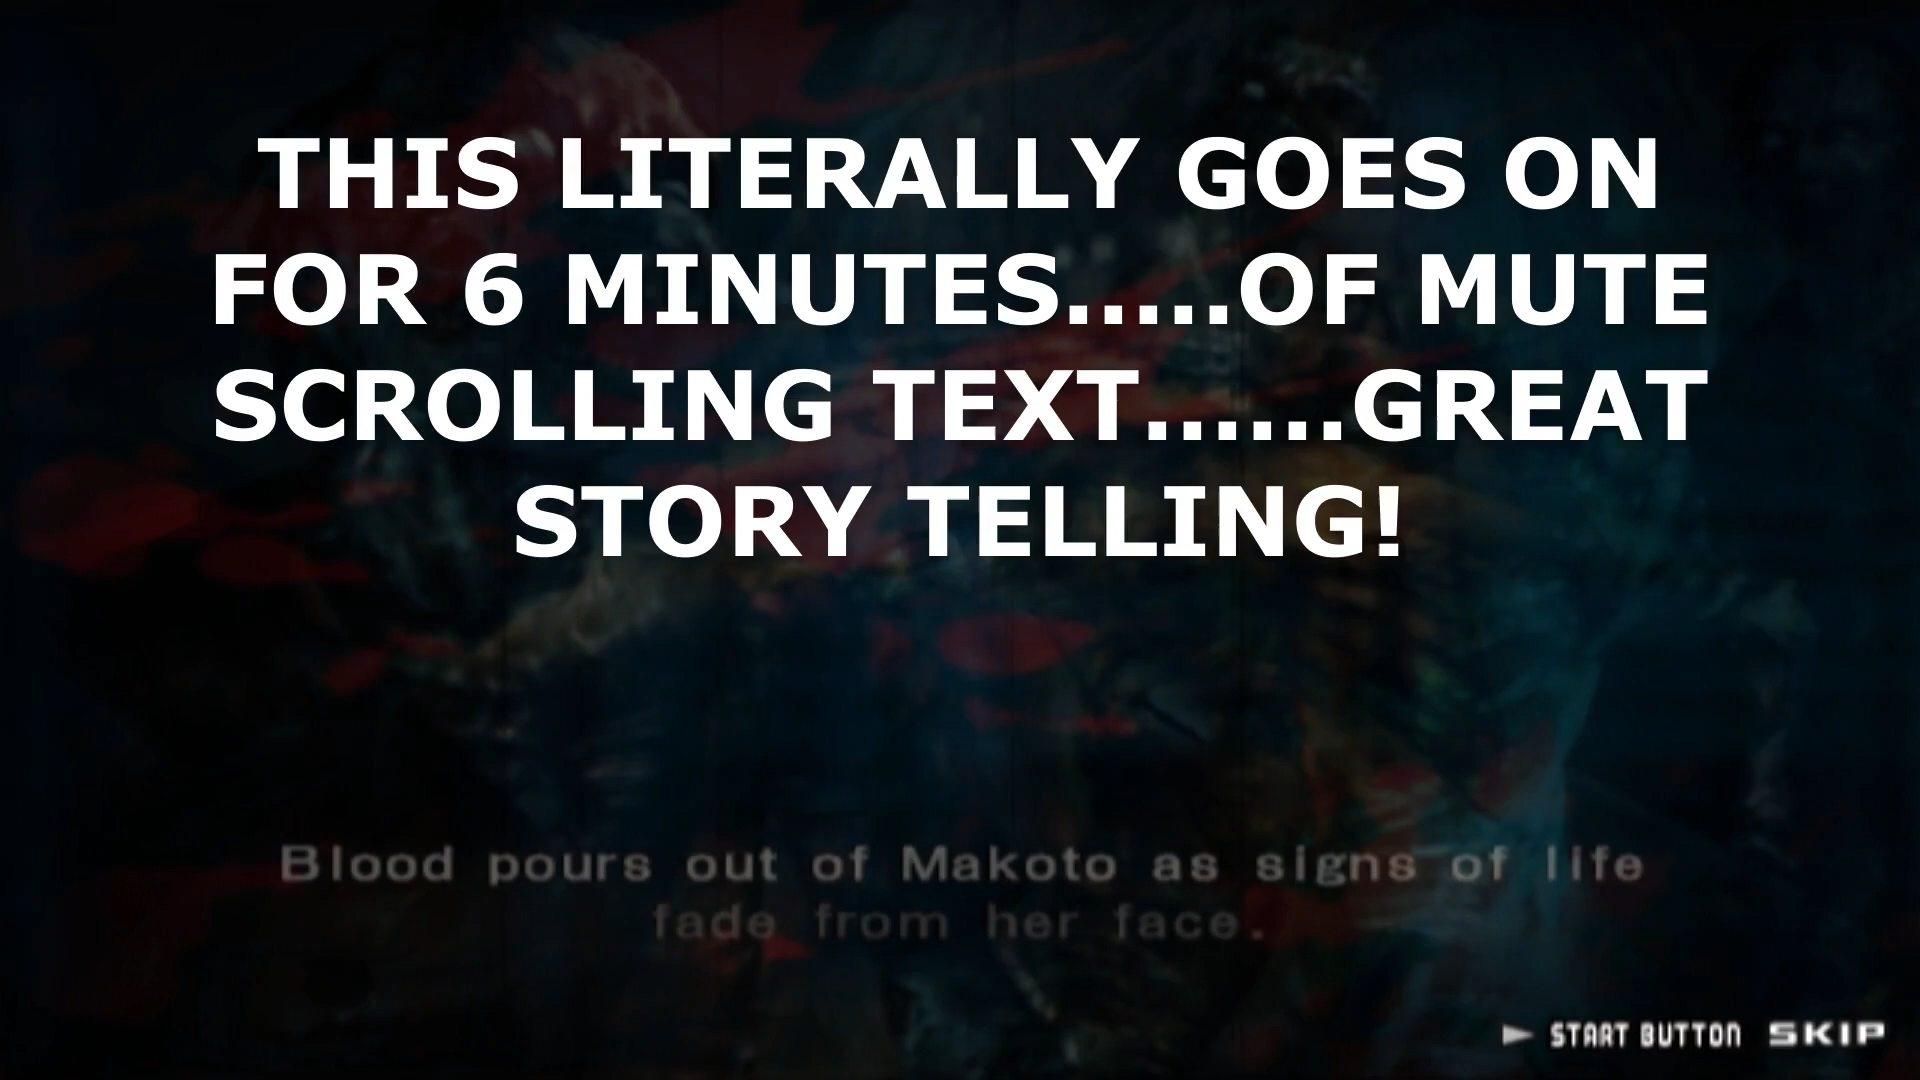 THIS LITERALLY GOES ON
FOR 6 MINUTES.....OF MUTE
SCROLLING TEXT......GREAT
STORY TELLING!
Blood pours out of Makoto as signs of life
fade from her face.
START BUTTON SKIP